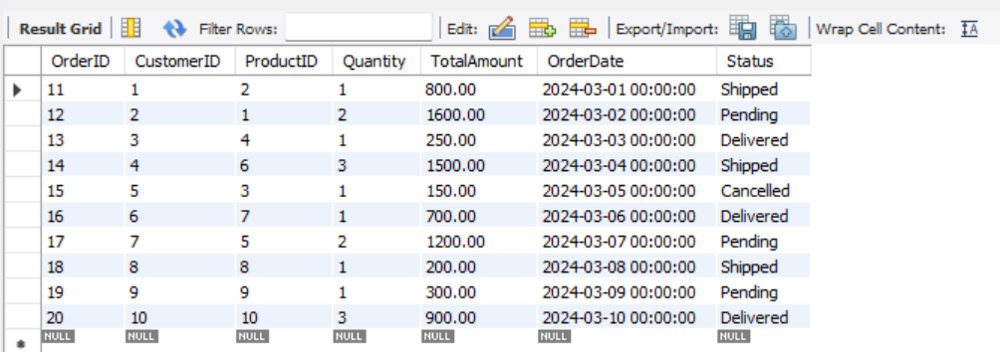 Result Grid Filter Rows: Edit: Export/Import: Wrap Cell Content: IA
OrderID CustomerID ProductID Quantity TotalAmount OrderDate Status
11 1 2 1 800.00 2024-03-01 00:00:00 Shipped
12 2 1 2 1600.00 2024-03-02 00:00:00 Pending
13 3 4 1 250.00 2024-03-03 00:00:00 Delivered
14 4 6 3 1500.00 2024-03-04 00:00:00 Shipped
15 5 3 1 150.00 2024-03-05 00:00:00 Cancelled
16 6 7 1 700.00 2024-03-06 00:00:00 Delivered
17 7 5 2 1200.00 2024-03-07 00:00:00 Pending
18 8 8 1 200.00 2024-03-08 00:00:00 Shipped
19 9 9 1 300.00 2024-03-09 00:00:00 Pending
20 10 10 3 900.00 2024-03-10 00:00:00 Delivered
NULL NULL NULL NULL NULL NULL NULL